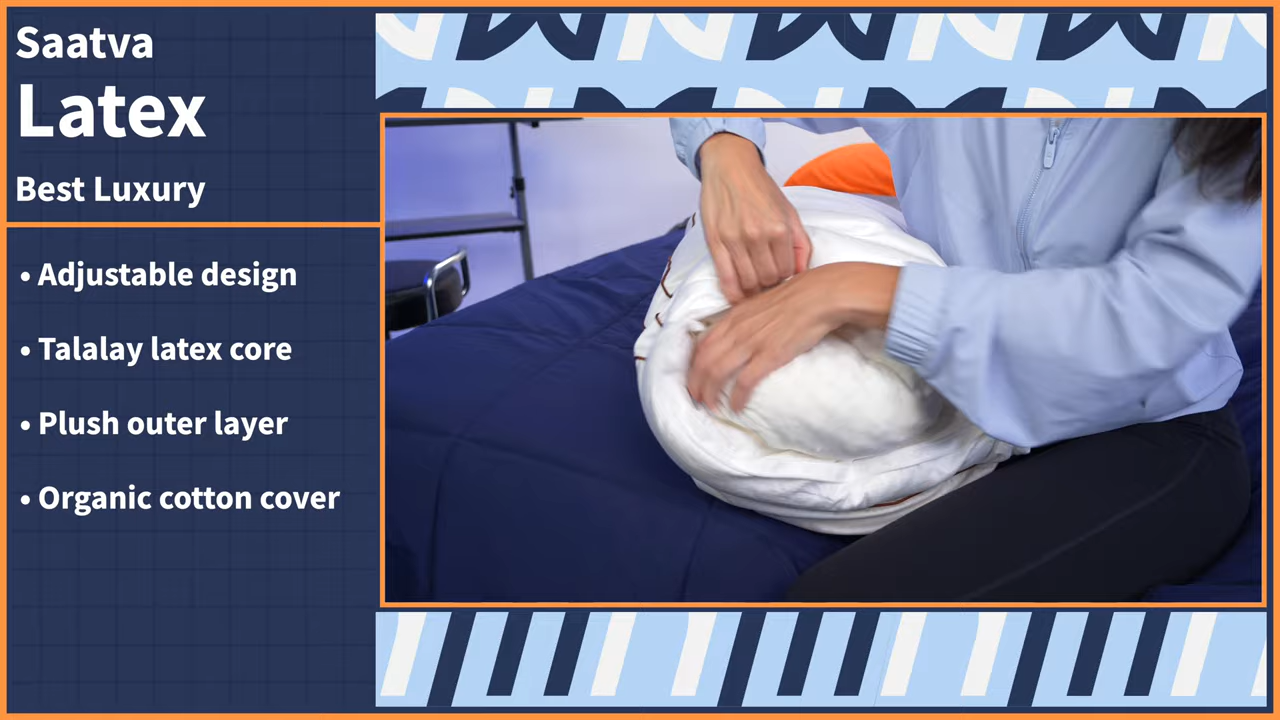 Saatva
Latex
Best Luxury
• Adjustable design
• Talalay latex core
• Plush outer layer
• Organic cotton cover